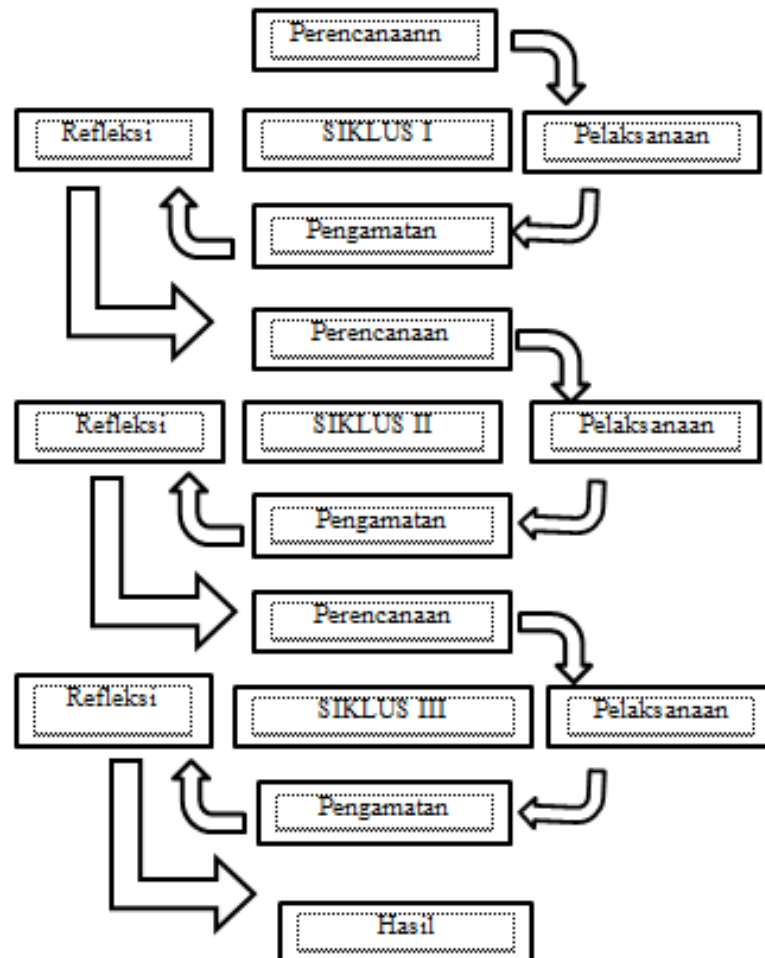 Perencanaann
Refleksi
SIKLUS I
Pelaksanaan
Pengamatan
Perencanaan
Refleksi
SIKLUS II
Pelaksanaan
Pengamatan
Perencanaan
Refleksi
SIKLUS III
Pelaksanaan
Pengamatan
Hasil